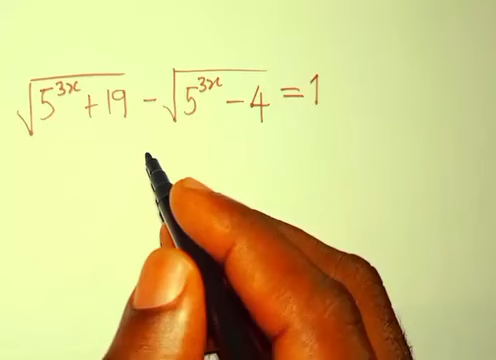 √(5^{3x} + 19) − √(5^{3x} − 4) = 1